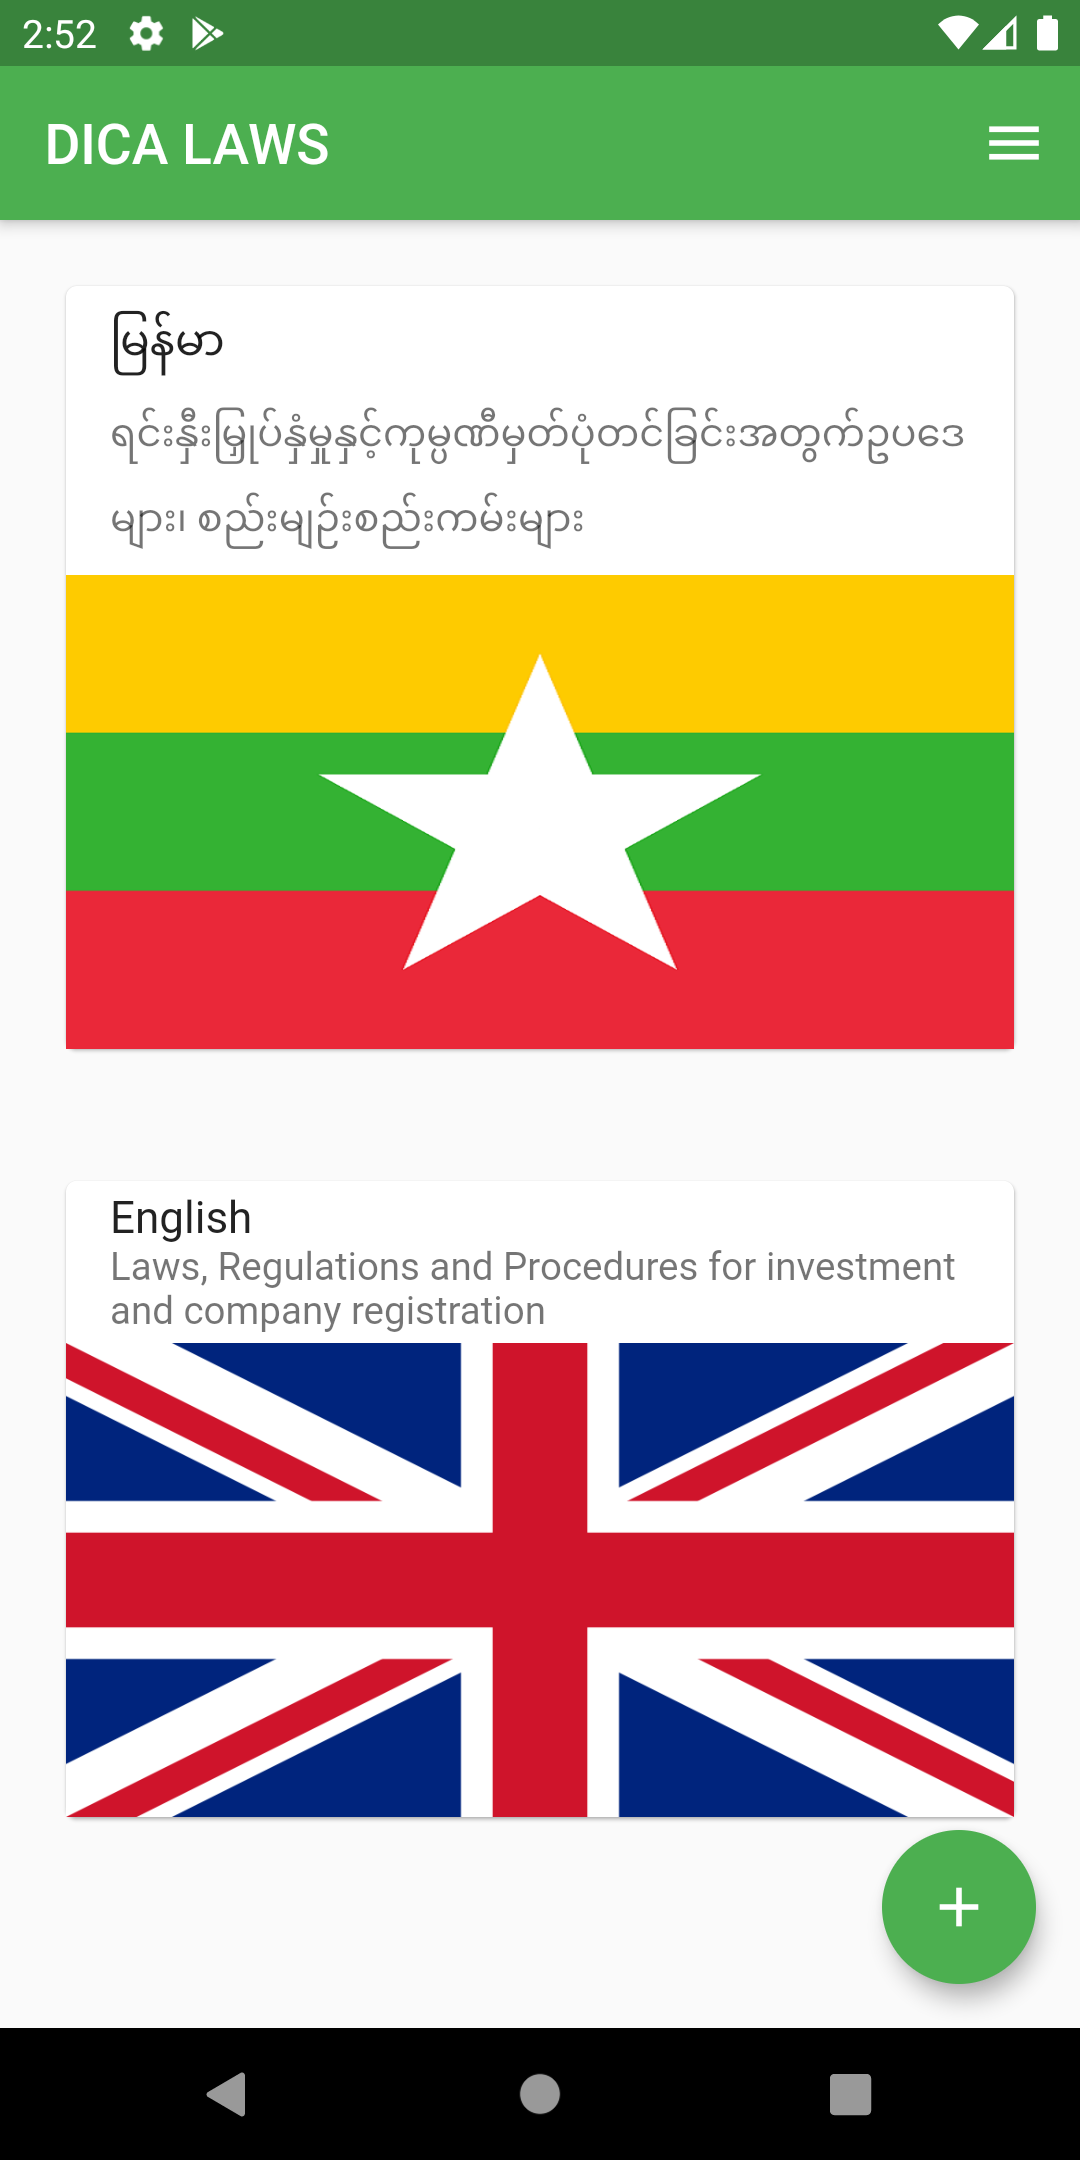 2:52
DICA LAWS
မြန်မာ
ရင်းနှီးမြှုပ်နှံမှုနှင့်ကုမ္ပဏီမှတ်ပုံတင်ခြင်းအတွက်ဥပဒေ
များ၊ စည်းမျဉ်းစည်းကမ်းများ
English
Laws, Regulations and Procedures for investment
and company registration